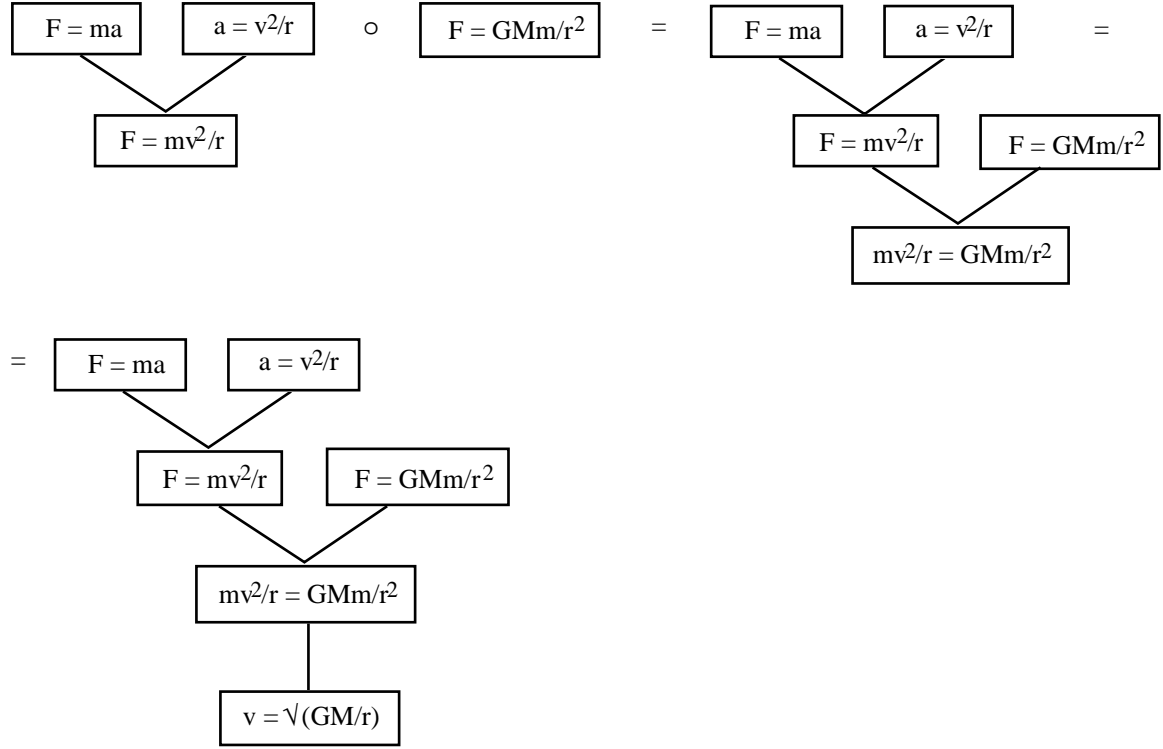 F = ma a = v²/r ○ F = GMm/r² = F = ma a = v²/r =
F = mv²/r F = mv²/r F = GMm/r²
mv²/r = GMm/r²
= F = ma a = v²/r
F = mv²/r F = GMm/r²
mv²/r = GMm/r²
v = √(GM/r)